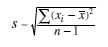 s = √(∑(xᵢ − x̄)² / (n − 1))